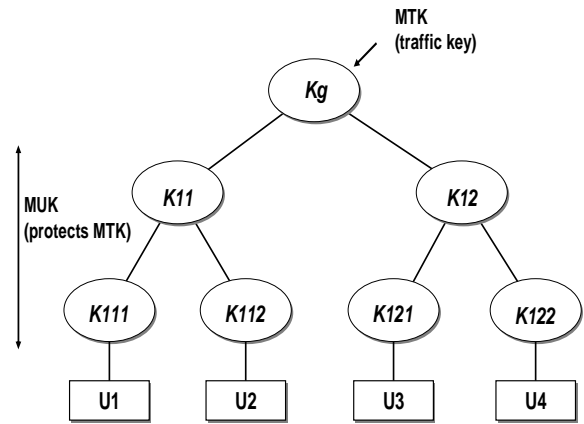 MTK
(traffic key)
Kg
K11
K12
MUK
(protects MTK)
K111
K112
K121
K122
U1
U2
U3
U4